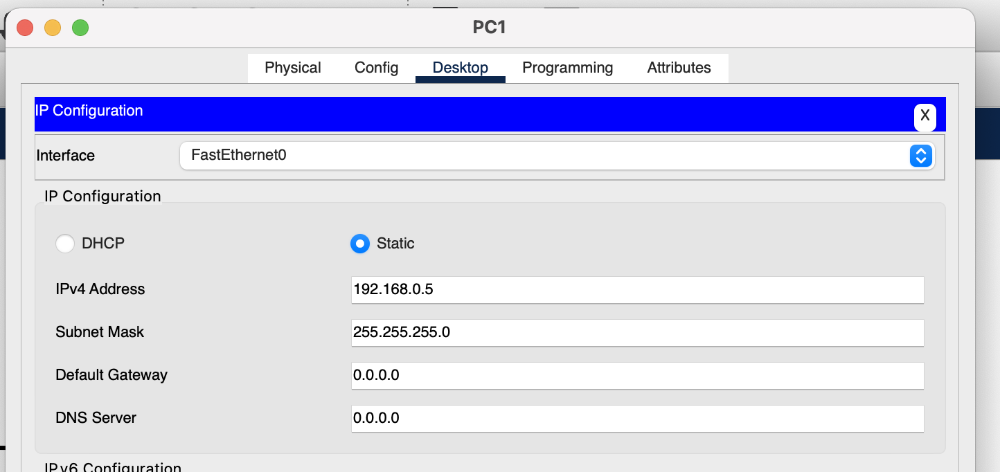 PC1
Physical Config Desktop Programming Attributes
IP Configuration X
Interface FastEthernet0
IP Configuration
DHCP Static
IPv4 Address 192.168.0.5
Subnet Mask 255.255.255.0
Default Gateway 0.0.0.0
DNS Server 0.0.0.0
IPv6 Configuration